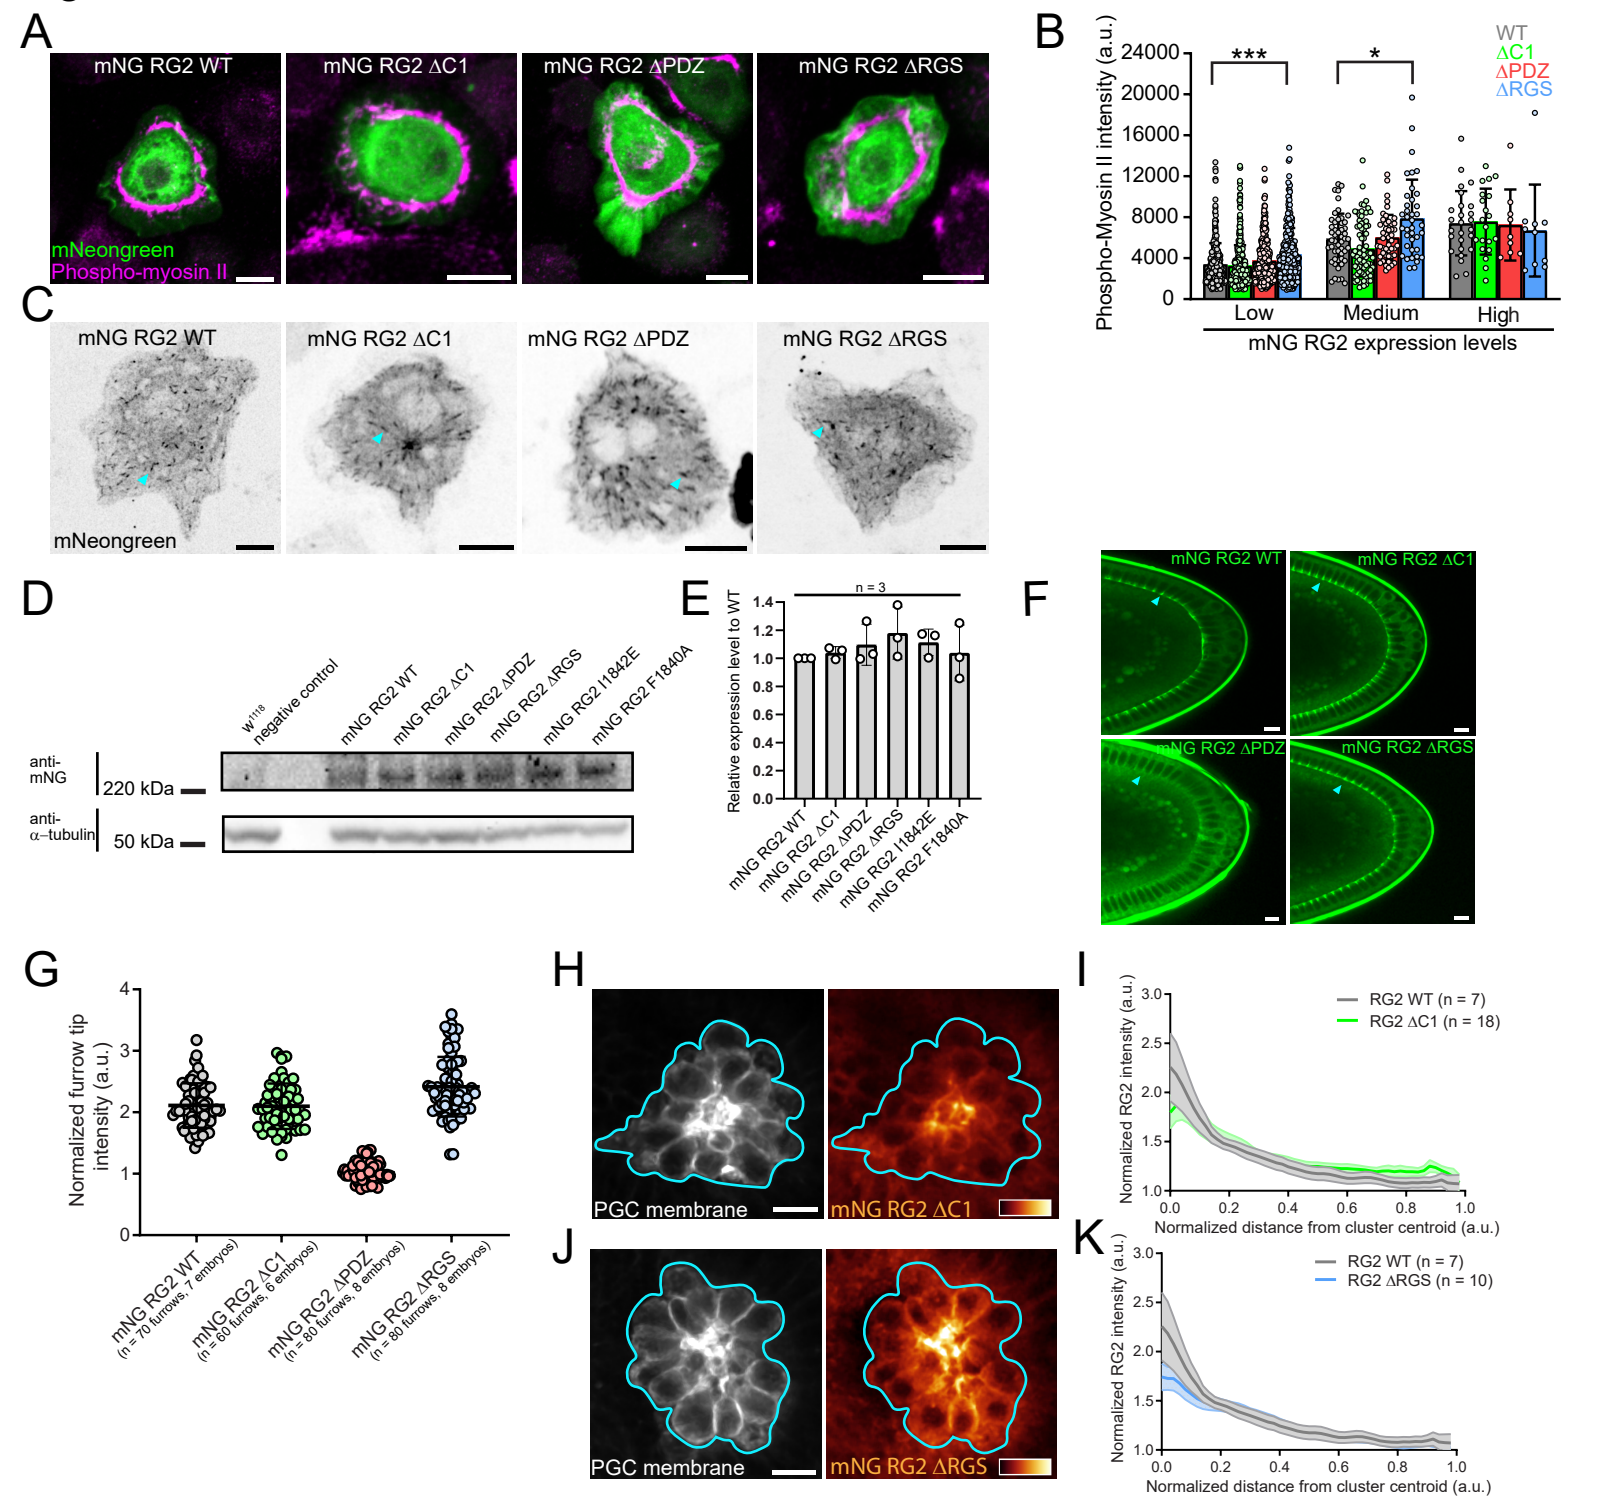 A
mNG RG2 WT
mNG RG2 ΔC1
mNG RG2 ΔPDZ
mNG RG2 ΔRGS
mNeongreen
Phospho-myosin II
B
Phospho-Myosin II intensity (a.u.)
24000
20000
16000
12000
8000
4000
0
***
*
WT
ΔC1
ΔPDZ
ΔRGS
Low
Medium
High
mNG RG2 expression levels
C
mNG RG2 WT
mNG RG2 ΔC1
mNG RG2 ΔPDZ
mNG RG2 ΔRGS
mNeongreen
D
w1118
negative control
mNG RG2 WT
mNG RG2 ΔC1
mNG RG2 ΔPDZ
mNG RG2 ΔRGS
mNG RG2 I1842E
mNG RG2 F1840A
anti-
mNG
220 kDa
anti-
α−tubulin
50 kDa
E
Relative expression level to WT
n = 3
1.4
1.2
1.0
0.8
0.6
0.4
0.2
0.0
mNG RG2 WT
mNG RG2 ΔC1
mNG RG2 ΔPDZ
mNG RG2 ΔRGS
mNG RG2 I1842E
mNG RG2 F1840A
F
mNG RG2 WT
mNG RG2 ΔC1
mNG RG2 ΔPDZ
mNG RG2 ΔRGS
G
Normalized furrow tip
intensity (a.u.)
4
3
2
1
0
mNG RG2 WT
(n = 70 furrows, 7 embryos)
mNG RG2 ΔC1
(n = 60 furrows, 6 embryos)
mNG RG2 ΔPDZ
(n = 80 furrows, 8 embryos)
mNG RG2 ΔRGS
(n = 80 furrows, 8 embryos)
H
PGC membrane
mNG RG2 ΔC1
I
Normalized RG2 intensity (a.u.)
3.0
2.5
2.0
1.5
1.0
RG2 WT (n = 7)
RG2 ΔC1 (n = 18)
0.0
0.2
0.4
0.6
0.8
1.0
Normalized distance from cluster centroid (a.u.)
J
PGC membrane
mNG RG2 ΔRGS
K
Normalized RG2 intensity (a.u.)
3.0
2.5
2.0
1.5
1.0
RG2 WT (n = 7)
RG2 ΔRGS (n = 10)
0.0
0.2
0.4
0.6
0.8
1.0
Normalized distance from cluster centroid (a.u.)